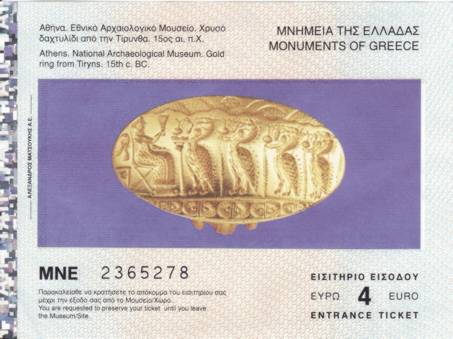 Αθήνα. Εθνικό Αρχαιολογικό Μουσείο. Χρυσό
δαχτυλίδι από την Τίρυνθα. 15ος αι. π.Χ.
Athens. National Archaeological Museum. Gold
ring from Tiryns. 15th c. BC.
ΜΝΗΜΕΙΑ ΤΗΣ ΕΛΛΑΔΑΣ
MONUMENTS OF GREECE
ΑΛΕΞΑΝΔΡΟΣ ΜΑΤΣΟΥΚΗΣ Α.Ε.
MNE 2365278
Παρακαλείσθε να κρατήσετε το απόκομμα του εισιτηρίου σας
μέχρι την έξοδό σας από το Μουσείο/Χώρο.
You are requested to preserve your ticket until you leave
the Museum/Site.
ΕΙΣΙΤΗΡΙΟ ΕΙΣΟΔΟΥ
ΕΥΡΩ 4 EURO
ENTRANCE TICKET